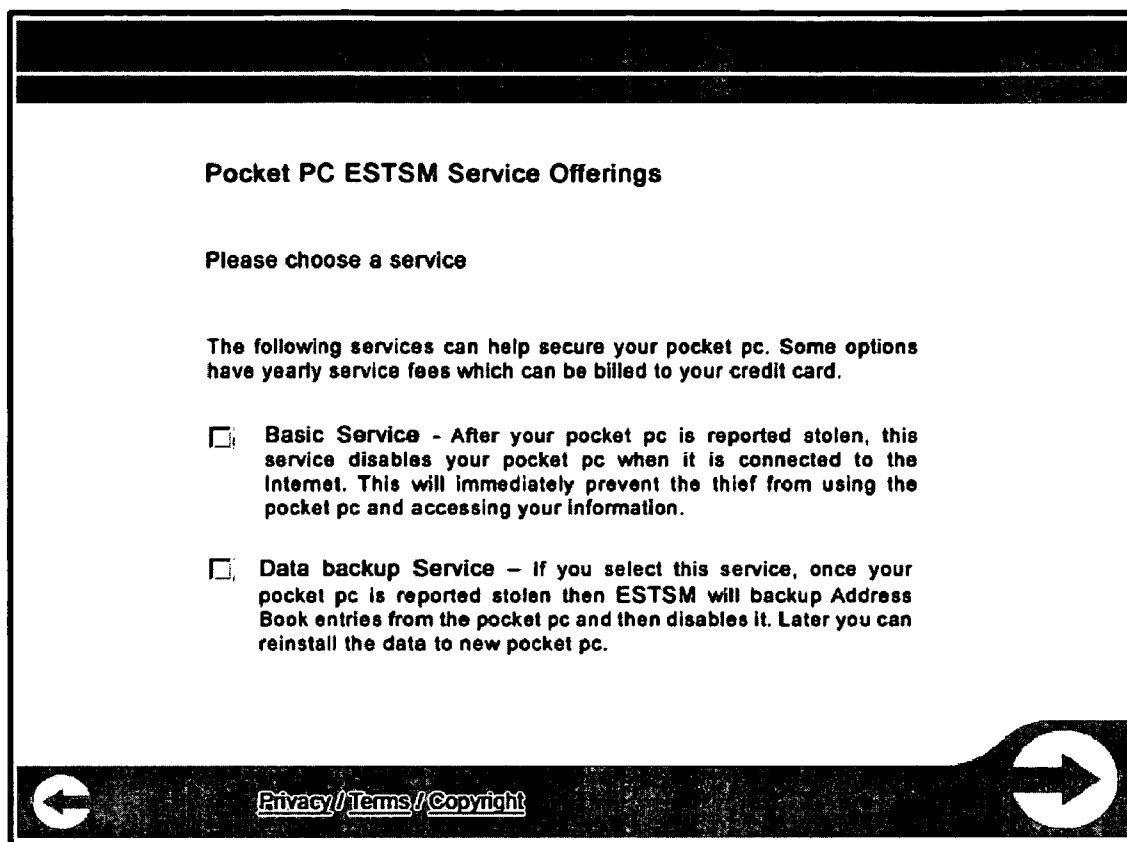 Pocket PC ESTSM Service Offerings
Please choose a service
The following services can help secure your pocket pc. Some options
have yearly service fees which can be billed to your credit card.
Basic Service - After your pocket pc is reported stolen, this
service disables your pocket pc when it is connected to the
Internet. This will immediately prevent the thief from using the
pocket pc and accessing your information.
Data backup Service – If you select this service, once your
pocket pc is reported stolen then ESTSM will backup Address
Book entries from the pocket pc and then disables it. Later you can
reinstall the data to new pocket pc.
Privacy / Terms / Copyright